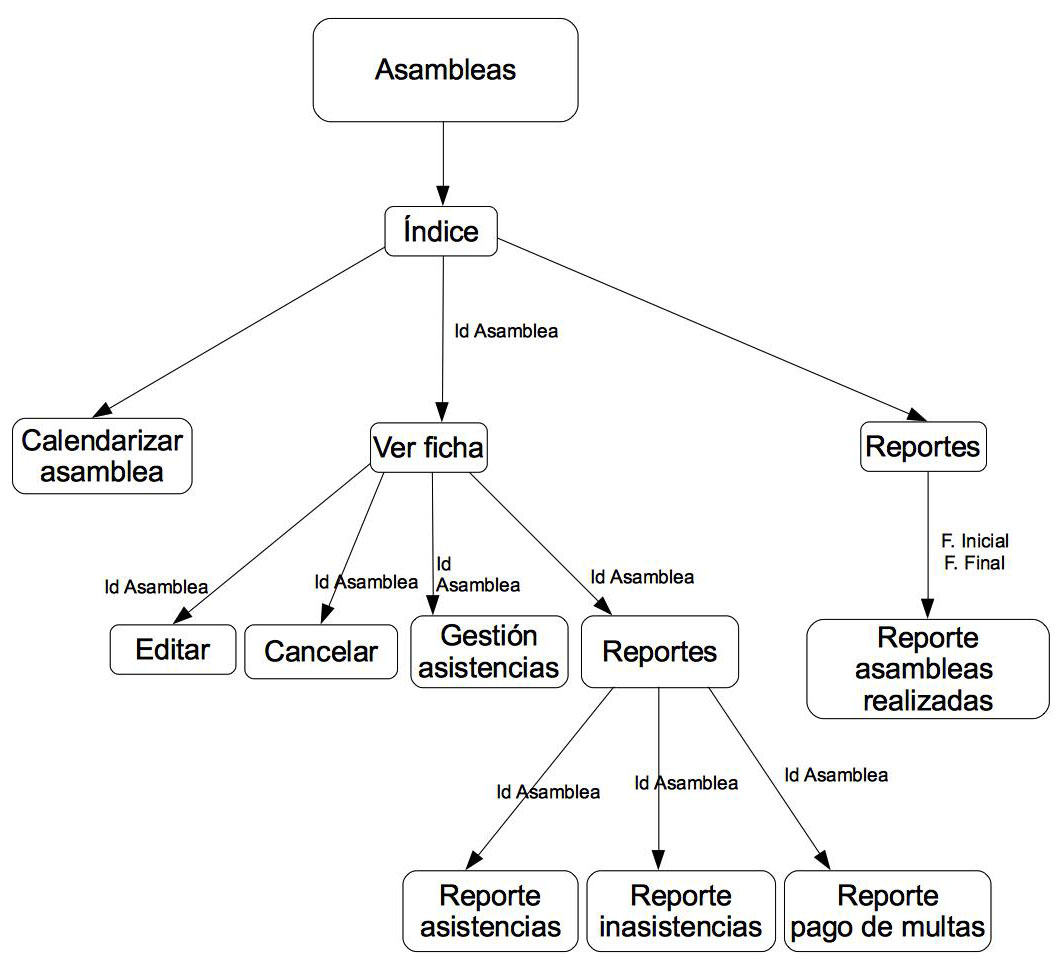 Asambleas
Índice
Id Asamblea
Calendarizar
asamblea
Ver ficha
Reportes
F. Inicial
F. Final
Id Asamblea
Id Asamblea
Id
Asamblea
Id Asamblea
Editar
Cancelar
Gestión
asistencias
Reportes
Reporte
asambleas
realizadas
Id Asamblea
Id Asamblea
Id Asamblea
Reporte
asistencias
Reporte
inasistencias
Reporte
pago de multas